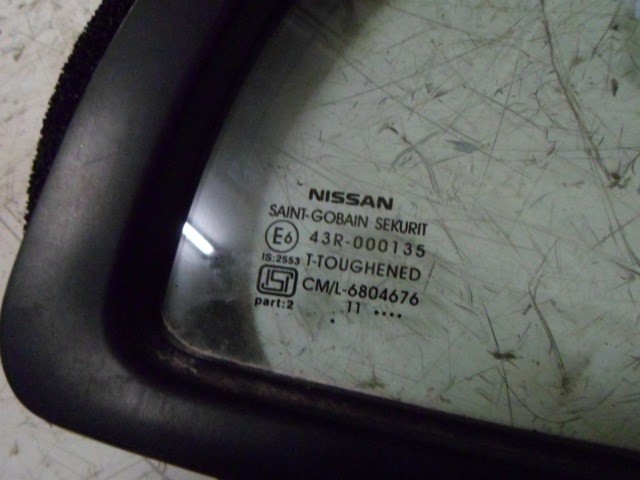 NISSAN
SAINT-GOBAIN SEKURIT
E6 43R-000135
IS:2553 T-TOUGHENED
ISI CM/L-6804676
part:2 11 ....